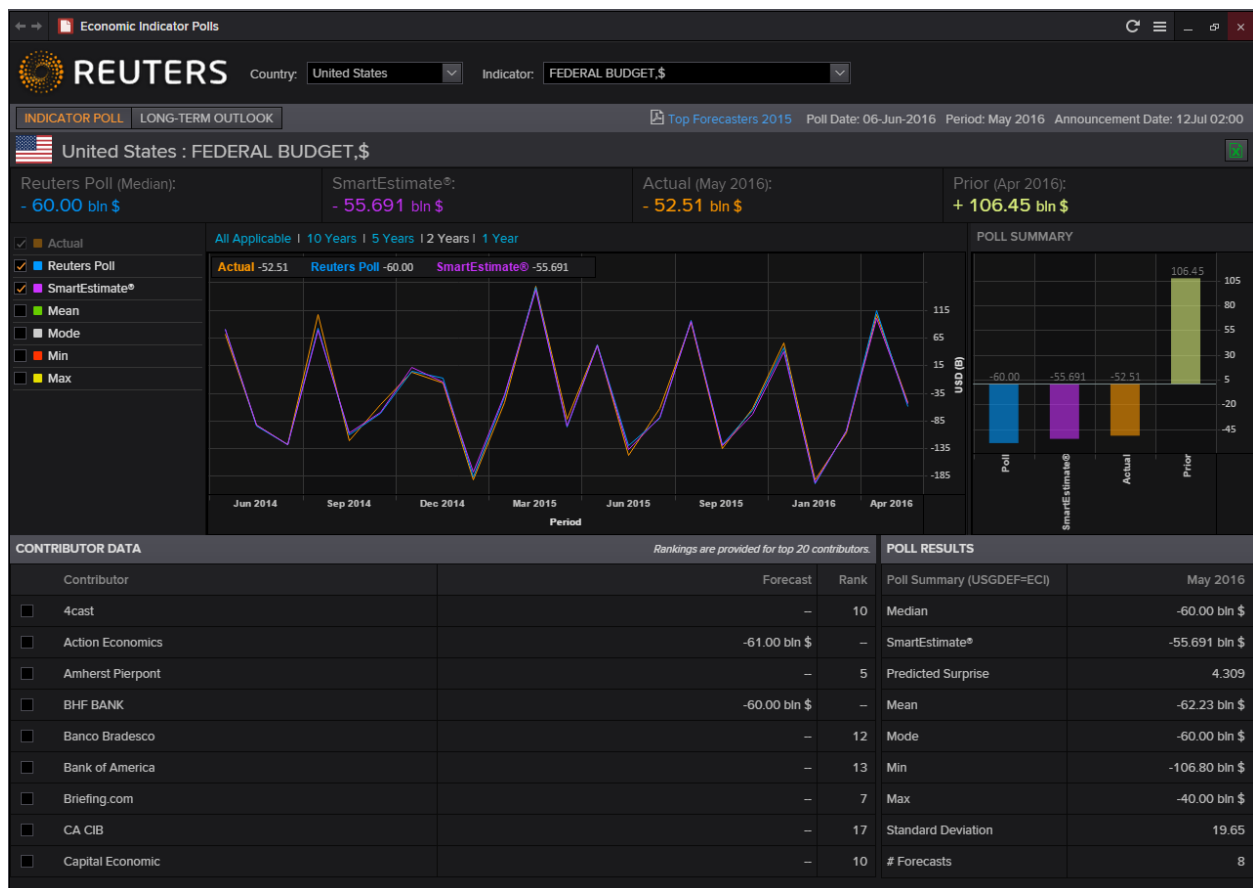 Economic Indicator Polls
REUTERS Country: United States Indicator: FEDERAL BUDGET,$
INDICATOR POLL LONG-TERM OUTLOOK Top Forecasters 2015 Poll Date: 06-Jun-2016 Period: May 2016 Announcement Date: 12Jul 02:00
United States : FEDERAL BUDGET,$
Reuters Poll (Median): SmartEstimate®: Actual (May 2016): Prior (Apr 2016):
- 60.00 bln $ - 55.691 bln $ - 52.51 bln $ + 106.45 bln $
Actual
Reuters Poll
SmartEstimate®
Mean
Mode
Min
Max
All Applicable | 10 Years | 5 Years | 2 Years | 1 Year
Actual -52.51 Reuters Poll -60.00 SmartEstimate® -55.691
115
65
15
-35
-85
-135
-185
USD (B)
Jun 2014 Sep 2014 Dec 2014 Mar 2015 Jun 2015 Sep 2015 Jan 2016 Apr 2016
Period
POLL SUMMARY
106.45
-60.00 -55.691 -52.51
105
80
55
30
5
-20
-45
Poll SmartEstimate® Actual Prior
CONTRIBUTOR DATA Rankings are provided for top 20 contributors.
Contributor Forecast Rank
4cast – 10
Action Economics -61.00 bln $ –
Amherst Pierpont – 5
BHF BANK -60.00 bln $ –
Banco Bradesco – 12
Bank of America – 13
Briefing.com – 7
CA CIB – 17
Capital Economic – 10
POLL RESULTS
Poll Summary (USGDEF=ECI) May 2016
Median -60.00 bln $
SmartEstimate® -55.691 bln $
Predicted Surprise 4.309
Mean -62.23 bln $
Mode -60.00 bln $
Min -106.80 bln $
Max -40.00 bln $
Standard Deviation 19.65
# Forecasts 8